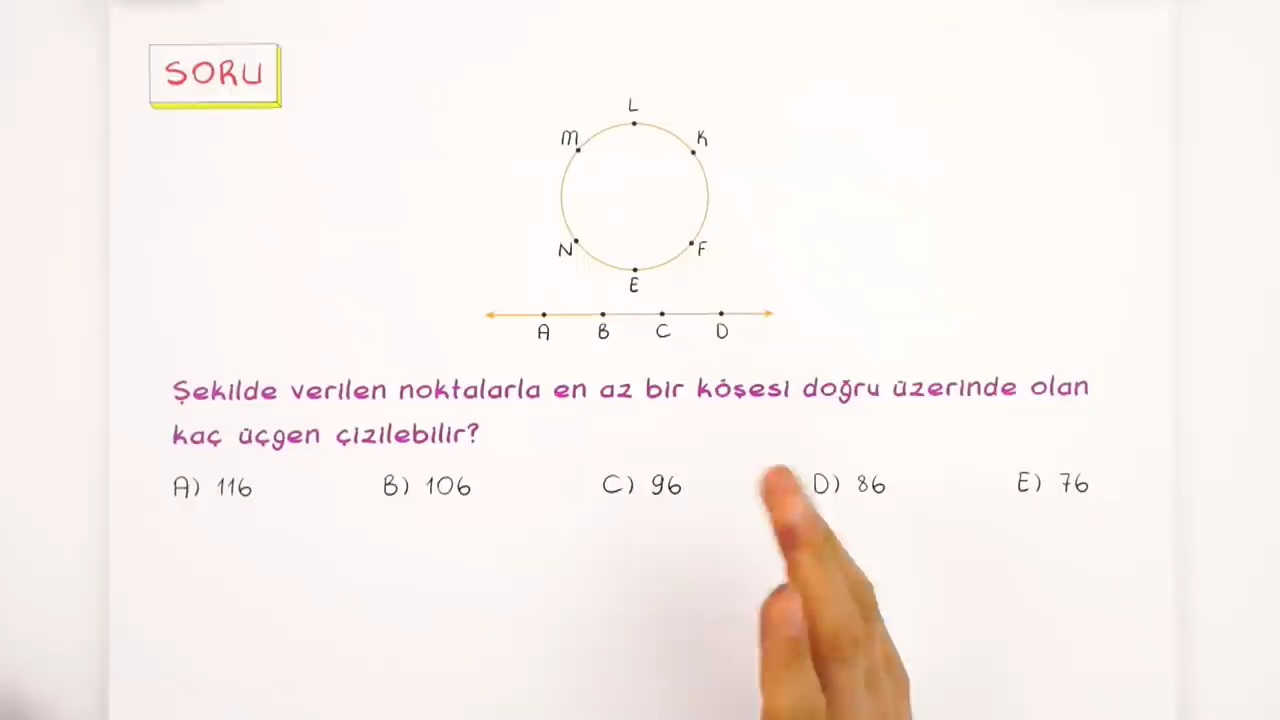 SORU
L
M
K
N
F
E
A B C D
Şekilde verilen noktalarla en az bir köşesi doğru üzerinde olan
kaç üçgen çizilebilir?
A) 116 B) 106 C) 96 D) 86 E) 76